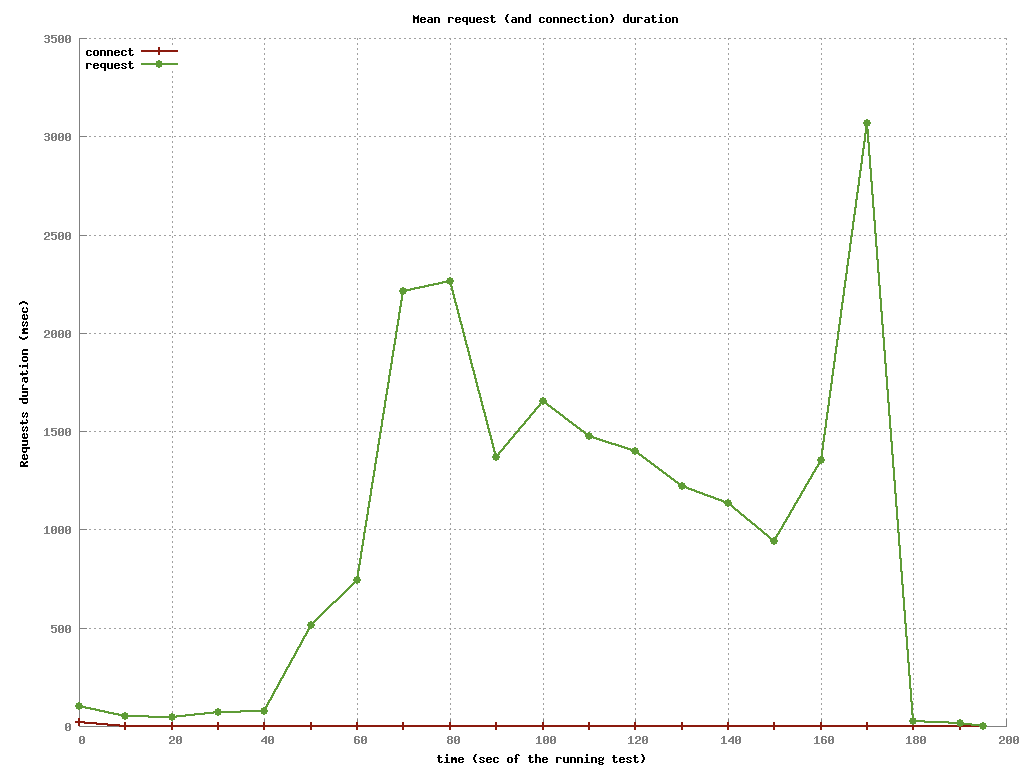 Mean request (and connection) duration
3500
connect
request
3000
2500
2000
1500
1000
500
0
Requests duration (msec)
0 20 40 60 80 100 120 140 160 180 200
time (sec of the running test)